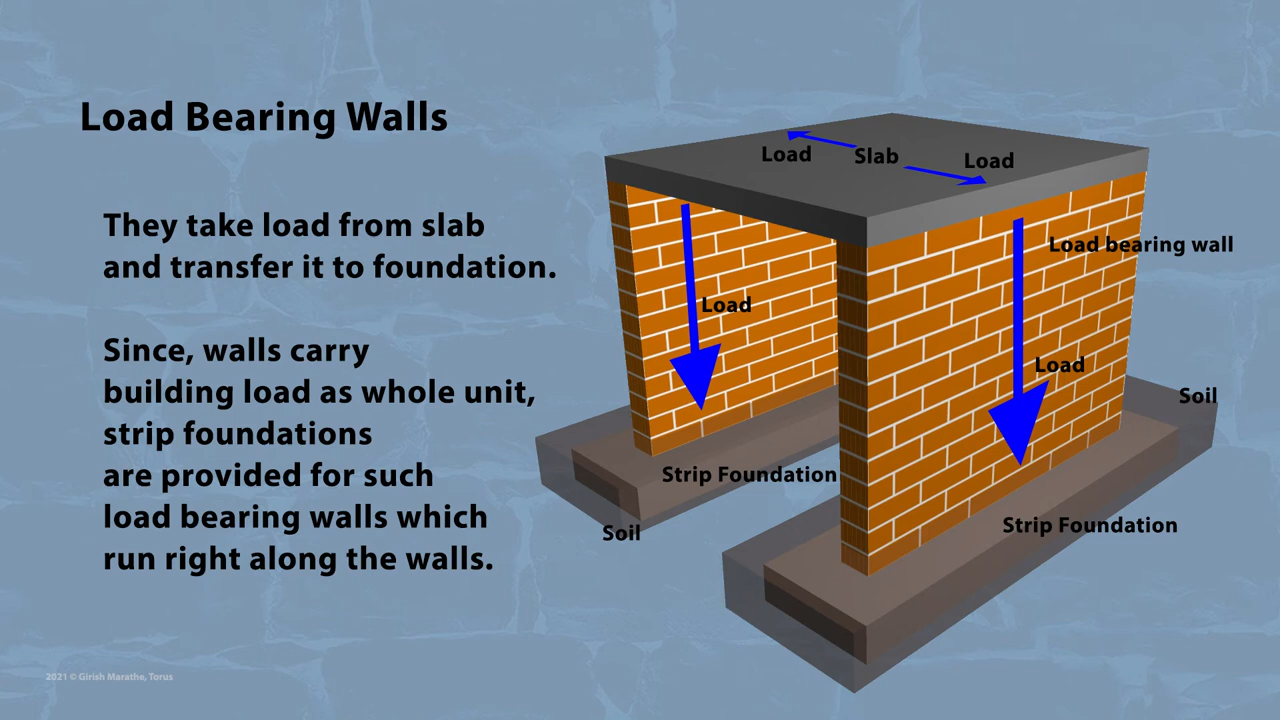 Load Bearing Walls
They take load from slab
and transfer it to foundation.
Since, walls carry
building load as whole unit,
strip foundations
are provided for such
load bearing walls which
run right along the walls.
Load
Slab
Load
Load bearing wall
Load
Load
Soil
Strip Foundation
Strip Foundation
Soil
2021 © Girish Marathe, Torus